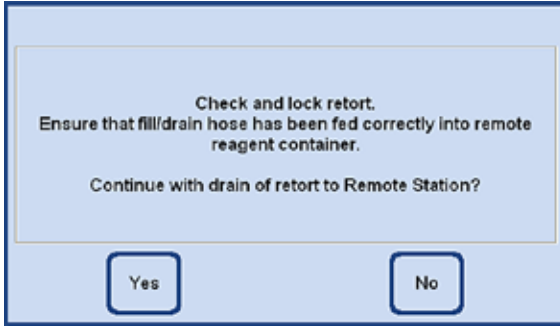 Check and lock retort.
Ensure that fill/drain hose has been fed correctly into remote
reagent container.
Continue with drain of retort to Remote Station?
Yes
No